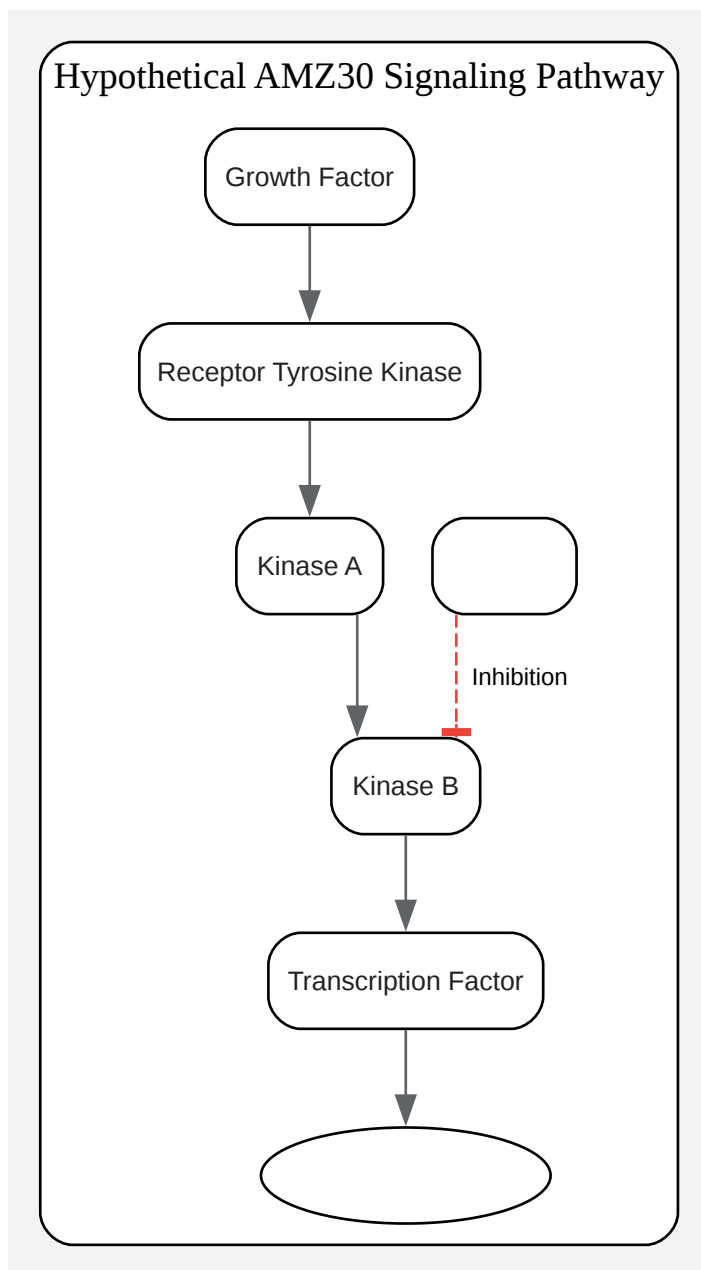 Hypothetical AMZ30 Signaling Pathway
Growth Factor
Receptor Tyrosine Kinase
Kinase A
Inhibition
Kinase B
Transcription Factor